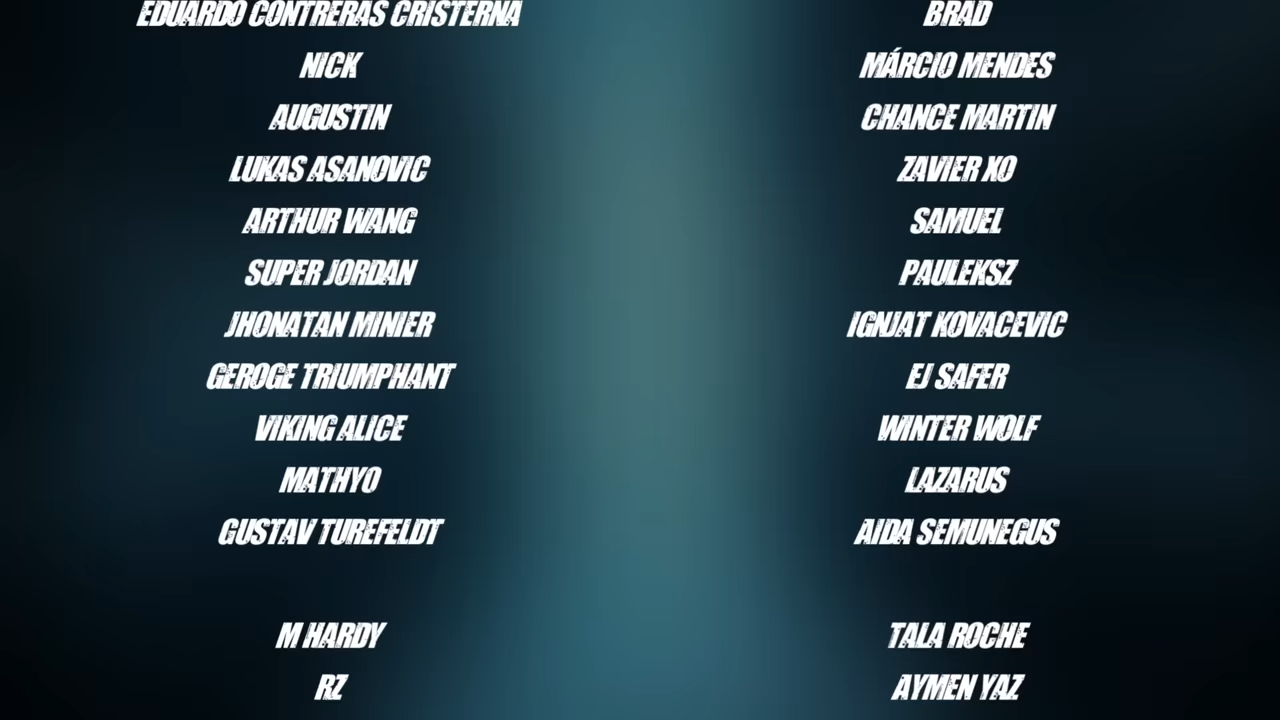 EDUARDO CONTRERAS CRISTERNA
BRAD
NICK
MÁRCIO MENDES
AUGUSTIN
CHANCE MARTIN
LUKAS ASANOVIC
ZAVIER XO
ARTHUR WANG
SAMUEL
SUPER JORDAN
PAULEKSZ
JHONATAN MINIER
IGNJAT KOVACEVIC
GEROGE TRIUMPHANT
EJ SAFER
VIKING ALICE
WINTER WOLF
MATHYO
LAZARUS
GUSTAV TUREFELDT
AIDA SEMUNEGUS
M HARDY
TALA ROCHE
RZ
AYMEN YAZ